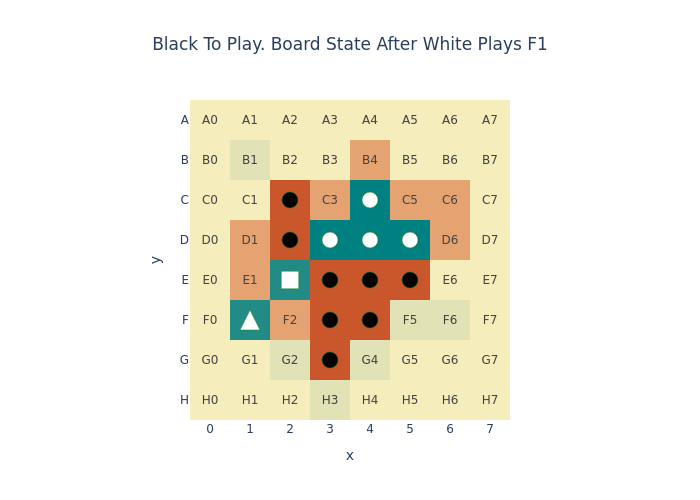 Black To Play. Board State After White Plays F1
A A0 A1 A2 A3 A4 A5 A6 A7
B B0 B1 B2 B3 B4 B5 B6 B7
C C0 C1 C3 C5 C6 C7
D D0 D1 D6 D7
E E0 E1 E6 E7
F F0 F2 F5 F6 F7
G G0 G1 G2 G4 G5 G6 G7
H H0 H1 H2 H3 H4 H5 H6 H7
0 1 2 3 4 5 6 7
x
y